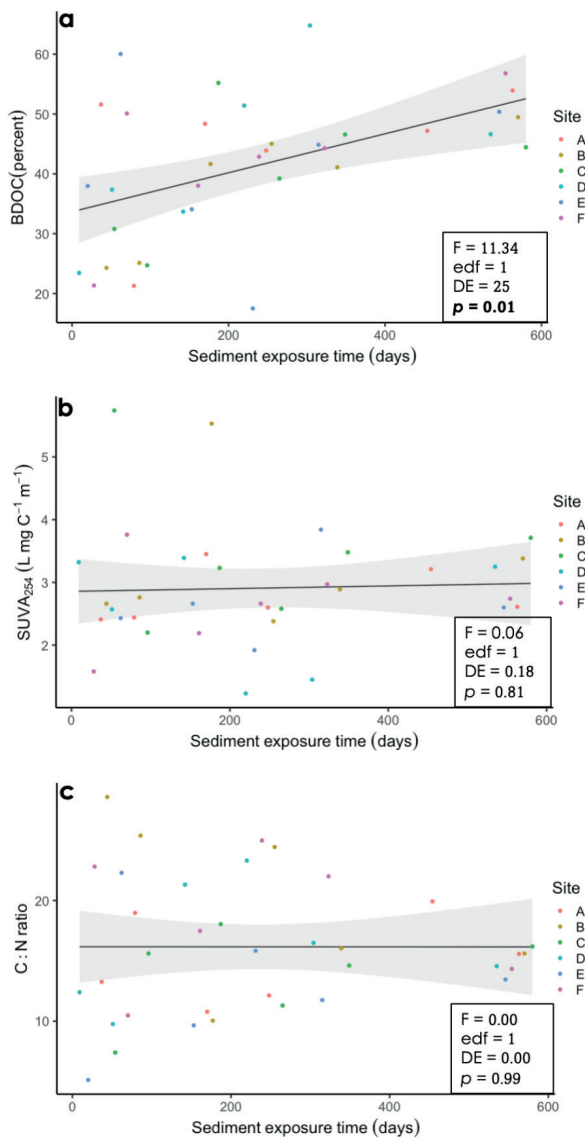 a
BDOC(percent)
60
50
40
30
20
0
200
400
600
Sediment exposure time (days)
Site
A
B
C
D
E
F
F = 11.34
edf = 1
DE = 25
p = 0.01
b
SUVA₂₅₄ (L mg C⁻¹ m⁻¹)
5
4
3
2
0
200
400
600
Sediment exposure time (days)
Site
A
B
C
D
E
F
F = 0.06
edf = 1
DE = 0.18
p = 0.81
c
C : N ratio
20
10
0
200
400
600
Sediment exposure time (days)
Site
A
B
C
D
E
F
F = 0.00
edf = 1
DE = 0.00
p = 0.99